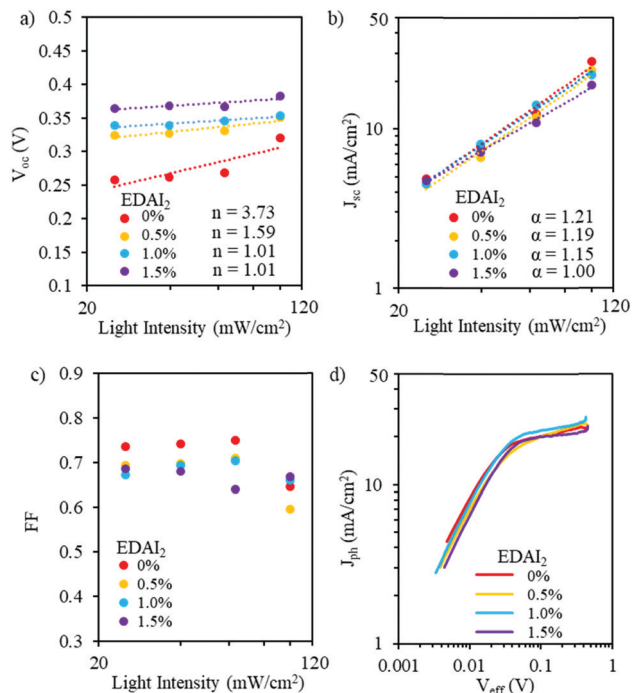 a)
V_oc (V)
0.5
0.45
0.4
0.35
0.3
0.25
0.2
0.15
0.1
EDAI₂
0% n = 3.73
0.5% n = 1.59
1.0% n = 1.01
1.5% n = 1.01
20 120
Light Intensity (mW/cm²)
b)
J_sc (mA/cm²)
50
10
1
EDAI₂
0% α = 1.21
0.5% α = 1.19
1.0% α = 1.15
1.5% α = 1.00
20 120
Light Intensity (mW/cm²)
c)
FF
0.9
0.8
0.7
0.6
0.5
0.4
0.3
EDAI₂
0%
0.5%
1.0%
1.5%
20 120
Light Intensity (mW/cm²)
d)
J_ph (mA/cm²)
50
10
1
EDAI₂
0%
0.5%
1.0%
1.5%
0.001 0.01 0.1 1
V_eff (V)